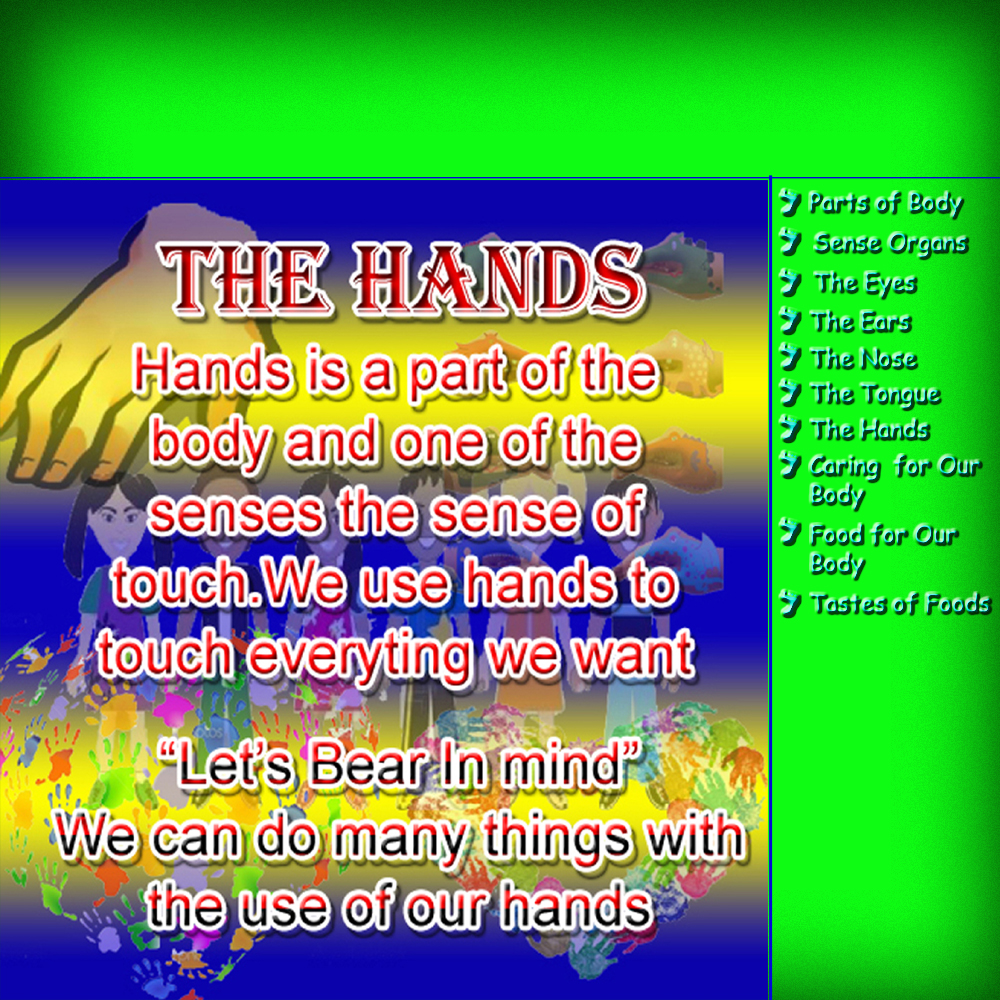 THE HANDS
Hands is a part of the
body and one of the
senses the sense of
touch.We use hands to
touch everyting we want
“Let’s Bear In mind”
We can do many things with
the use of our hands
Parts of Body
Sense Organs
The Eyes
The Ears
The Nose
The Tongue
The Hands
Caring for Our
Body
Food for Our
Body
Tastes of Foods